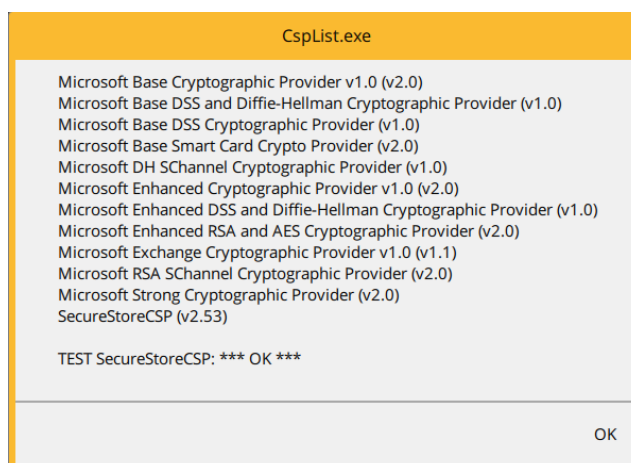 CspList.exe
Microsoft Base Cryptographic Provider v1.0 (v2.0)
Microsoft Base DSS and Diffie-Hellman Cryptographic Provider (v1.0)
Microsoft Base DSS Cryptographic Provider (v1.0)
Microsoft Base Smart Card Crypto Provider (v2.0)
Microsoft DH SChannel Cryptographic Provider (v1.0)
Microsoft Enhanced Cryptographic Provider v1.0 (v2.0)
Microsoft Enhanced DSS and Diffie-Hellman Cryptographic Provider (v1.0)
Microsoft Enhanced RSA and AES Cryptographic Provider (v2.0)
Microsoft Exchange Cryptographic Provider v1.0 (v1.1)
Microsoft RSA SChannel Cryptographic Provider (v2.0)
Microsoft Strong Cryptographic Provider (v2.0)
SecureStoreCSP (v2.53)
TEST SecureStoreCSP: *** OK ***
OK